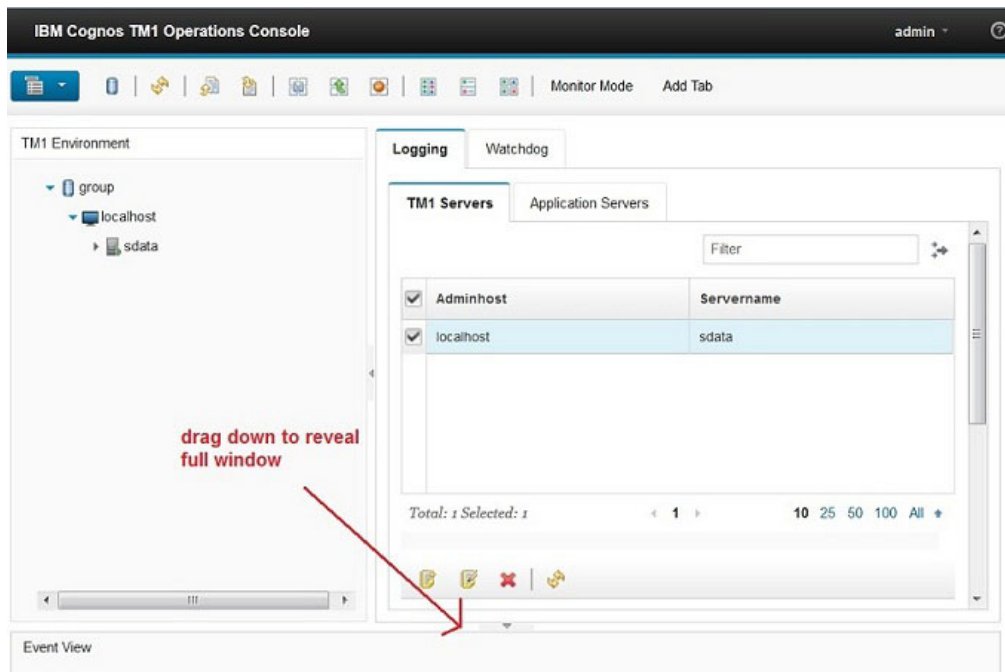 IBM Cognos TM1 Operations Console
admin
Monitor Mode
Add Tab
TM1 Environment
group
localhost
sdata
Logging
Watchdog
TM1 Servers
Application Servers
Filter
Adminhost
Servername
localhost
sdata
drag down to reveal
full window
Total: 1 Selected: 1
1
10 25 50 100 All
Event View